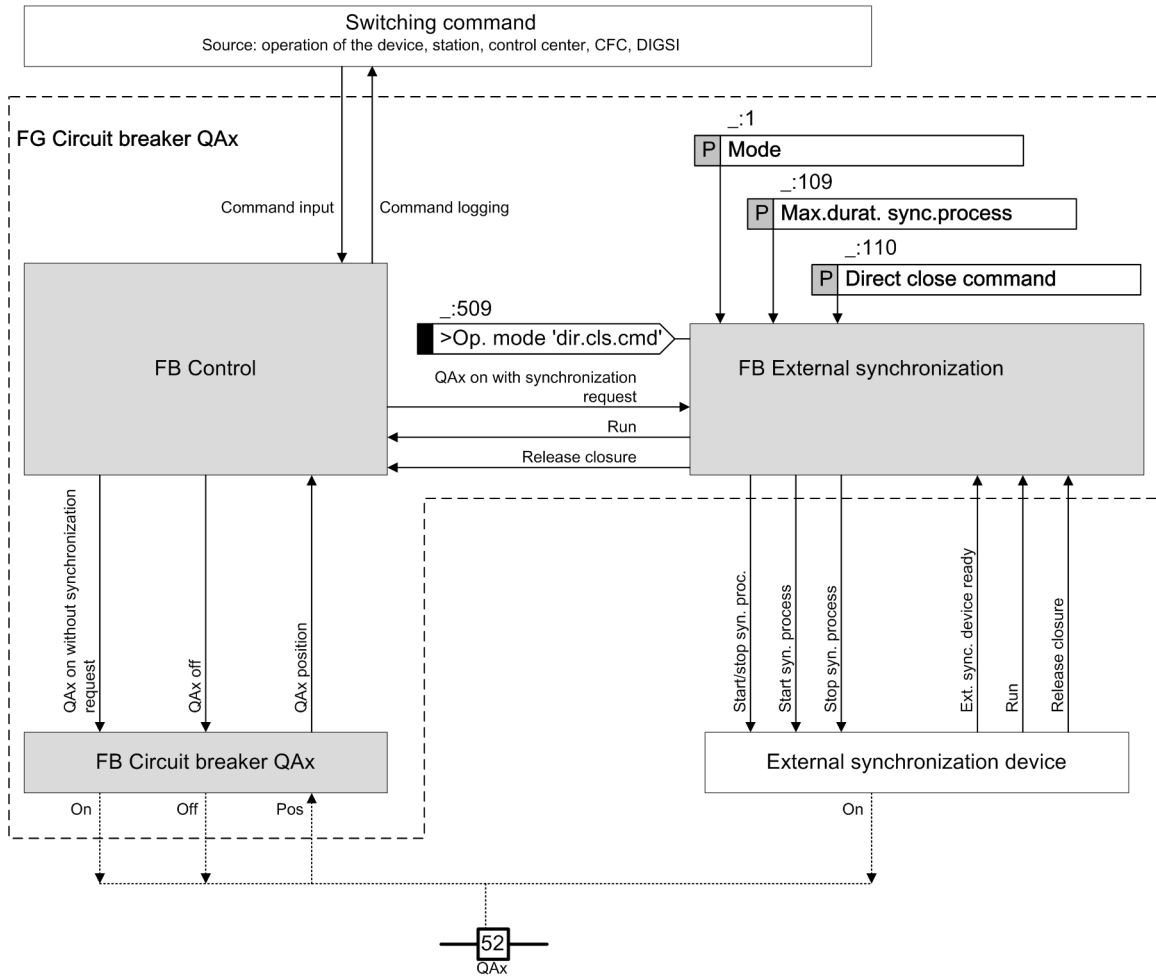 Switching command
Source: operation of the device, station, control center, CFC, DIGSI
FG Circuit breaker QAx
_:1
P Mode
_:109
P Max.durat. sync.process
_:110
P Direct close command
Command input
Command logging
_:509
>Op. mode 'dir.cls.cmd'
FB Control
FB External synchronization
QAx on with synchronization
request
Run
Release closure
QAx on without synchronization
request
QAx off
QAx position
Start/stop syn. proc.
Start syn. process
Stop syn. process
Ext. sync. device ready
Run
Release closure
FB Circuit breaker QAx
External synchronization device
On
Off
Pos
On
52
QAx